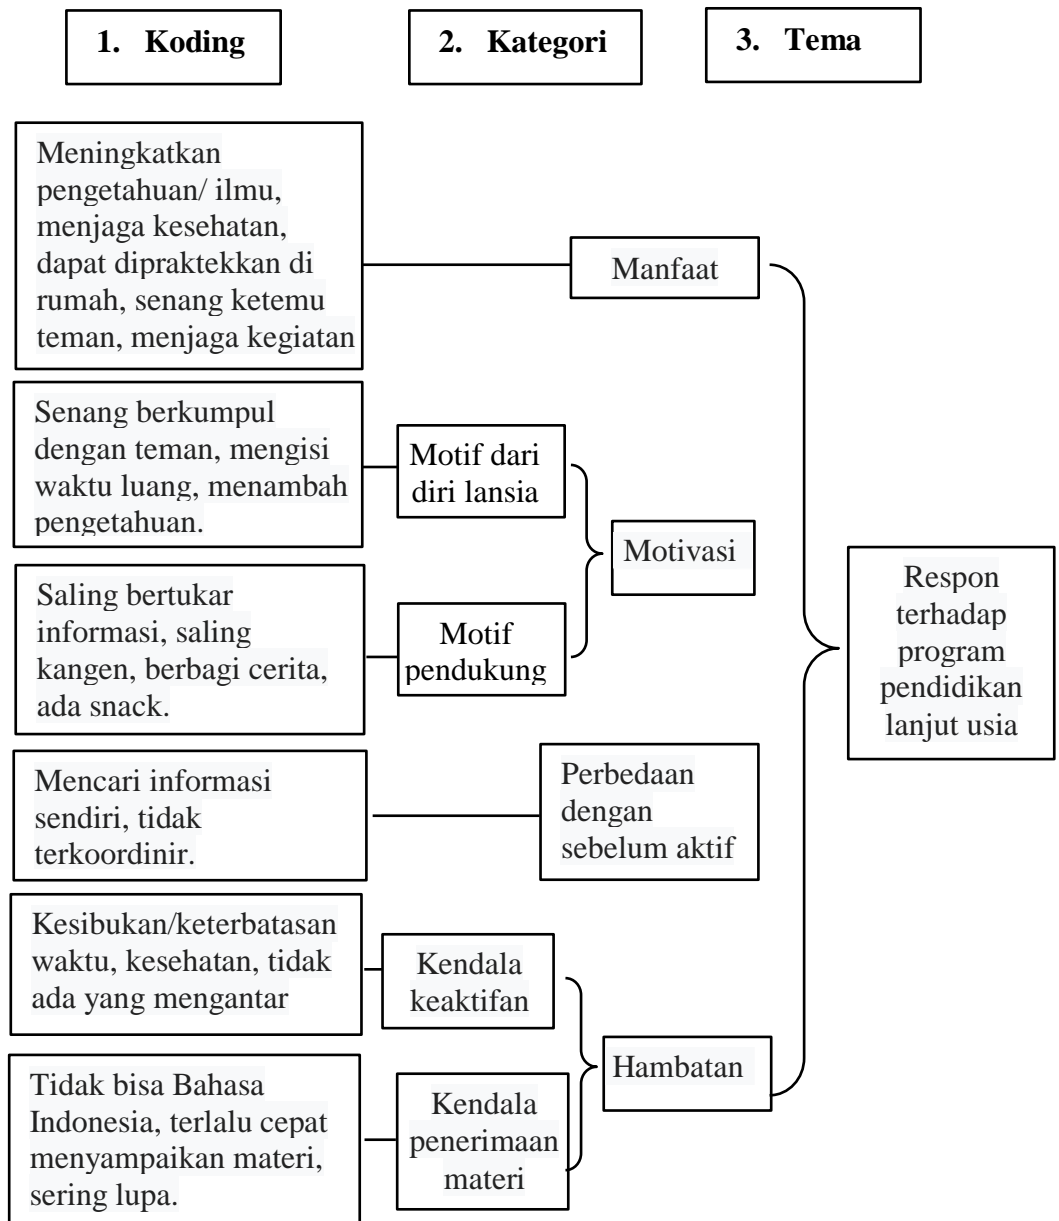 1. Koding
2. Kategori
3. Tema
Meningkatkan
pengetahuan/ ilmu,
menjaga kesehatan,
dapat dipraktekkan di
rumah, senang ketemu
teman, menjaga kegiatan
Manfaat
Senang berkumpul
dengan teman, mengisi
waktu luang, menambah
pengetahuan.
Motif dari
diri lansia
Saling bertukar
informasi, saling
kangen, berbagi cerita,
ada snack.
Motif
pendukung
Motivasi
Mencari informasi
sendiri, tidak
terkoordinir.
Perbedaan
dengan
sebelum aktif
Kesibukan/keterbatasan
waktu, kesehatan, tidak
ada yang mengantar
Kendala
keaktifan
Tidak bisa Bahasa
Indonesia, terlalu cepat
menyampaikan materi,
sering lupa.
Kendala
penerimaan
materi
Hambatan
Respon
terhadap
program
pendidikan
lanjut usia